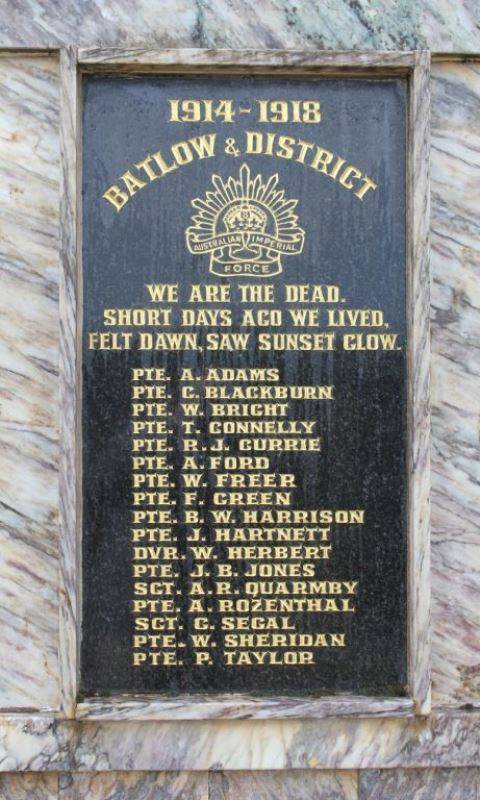 1914-1918
BATLOW & DISTRICT
AUSTRALIAN IMPERIAL
FORCE
WE ARE THE DEAD.
SHORT DAYS AGO WE LIVED,
FELT DAWN, SAW SUNSET GLOW.
PTE. A. ADAMS
PTE. C. BLACKBURN
PTE. W. BRIGHT
PTE. T. CONNELLY
PTE. R. J. CURRIE
PTE. A. FORD
PTE. W. FREER
PTE. F. GREEN
PTE. B. W. HARRISON
PTE. J. HARTNETT
DVR. W. HERBERT
PTE. J. B. JONES
SGT. A. R. QUARMBY
PTE. A. ROZENTHAL
SGT. G. SEGAL
PTE. W. SHERIDAN
PTE. P. TAYLOR